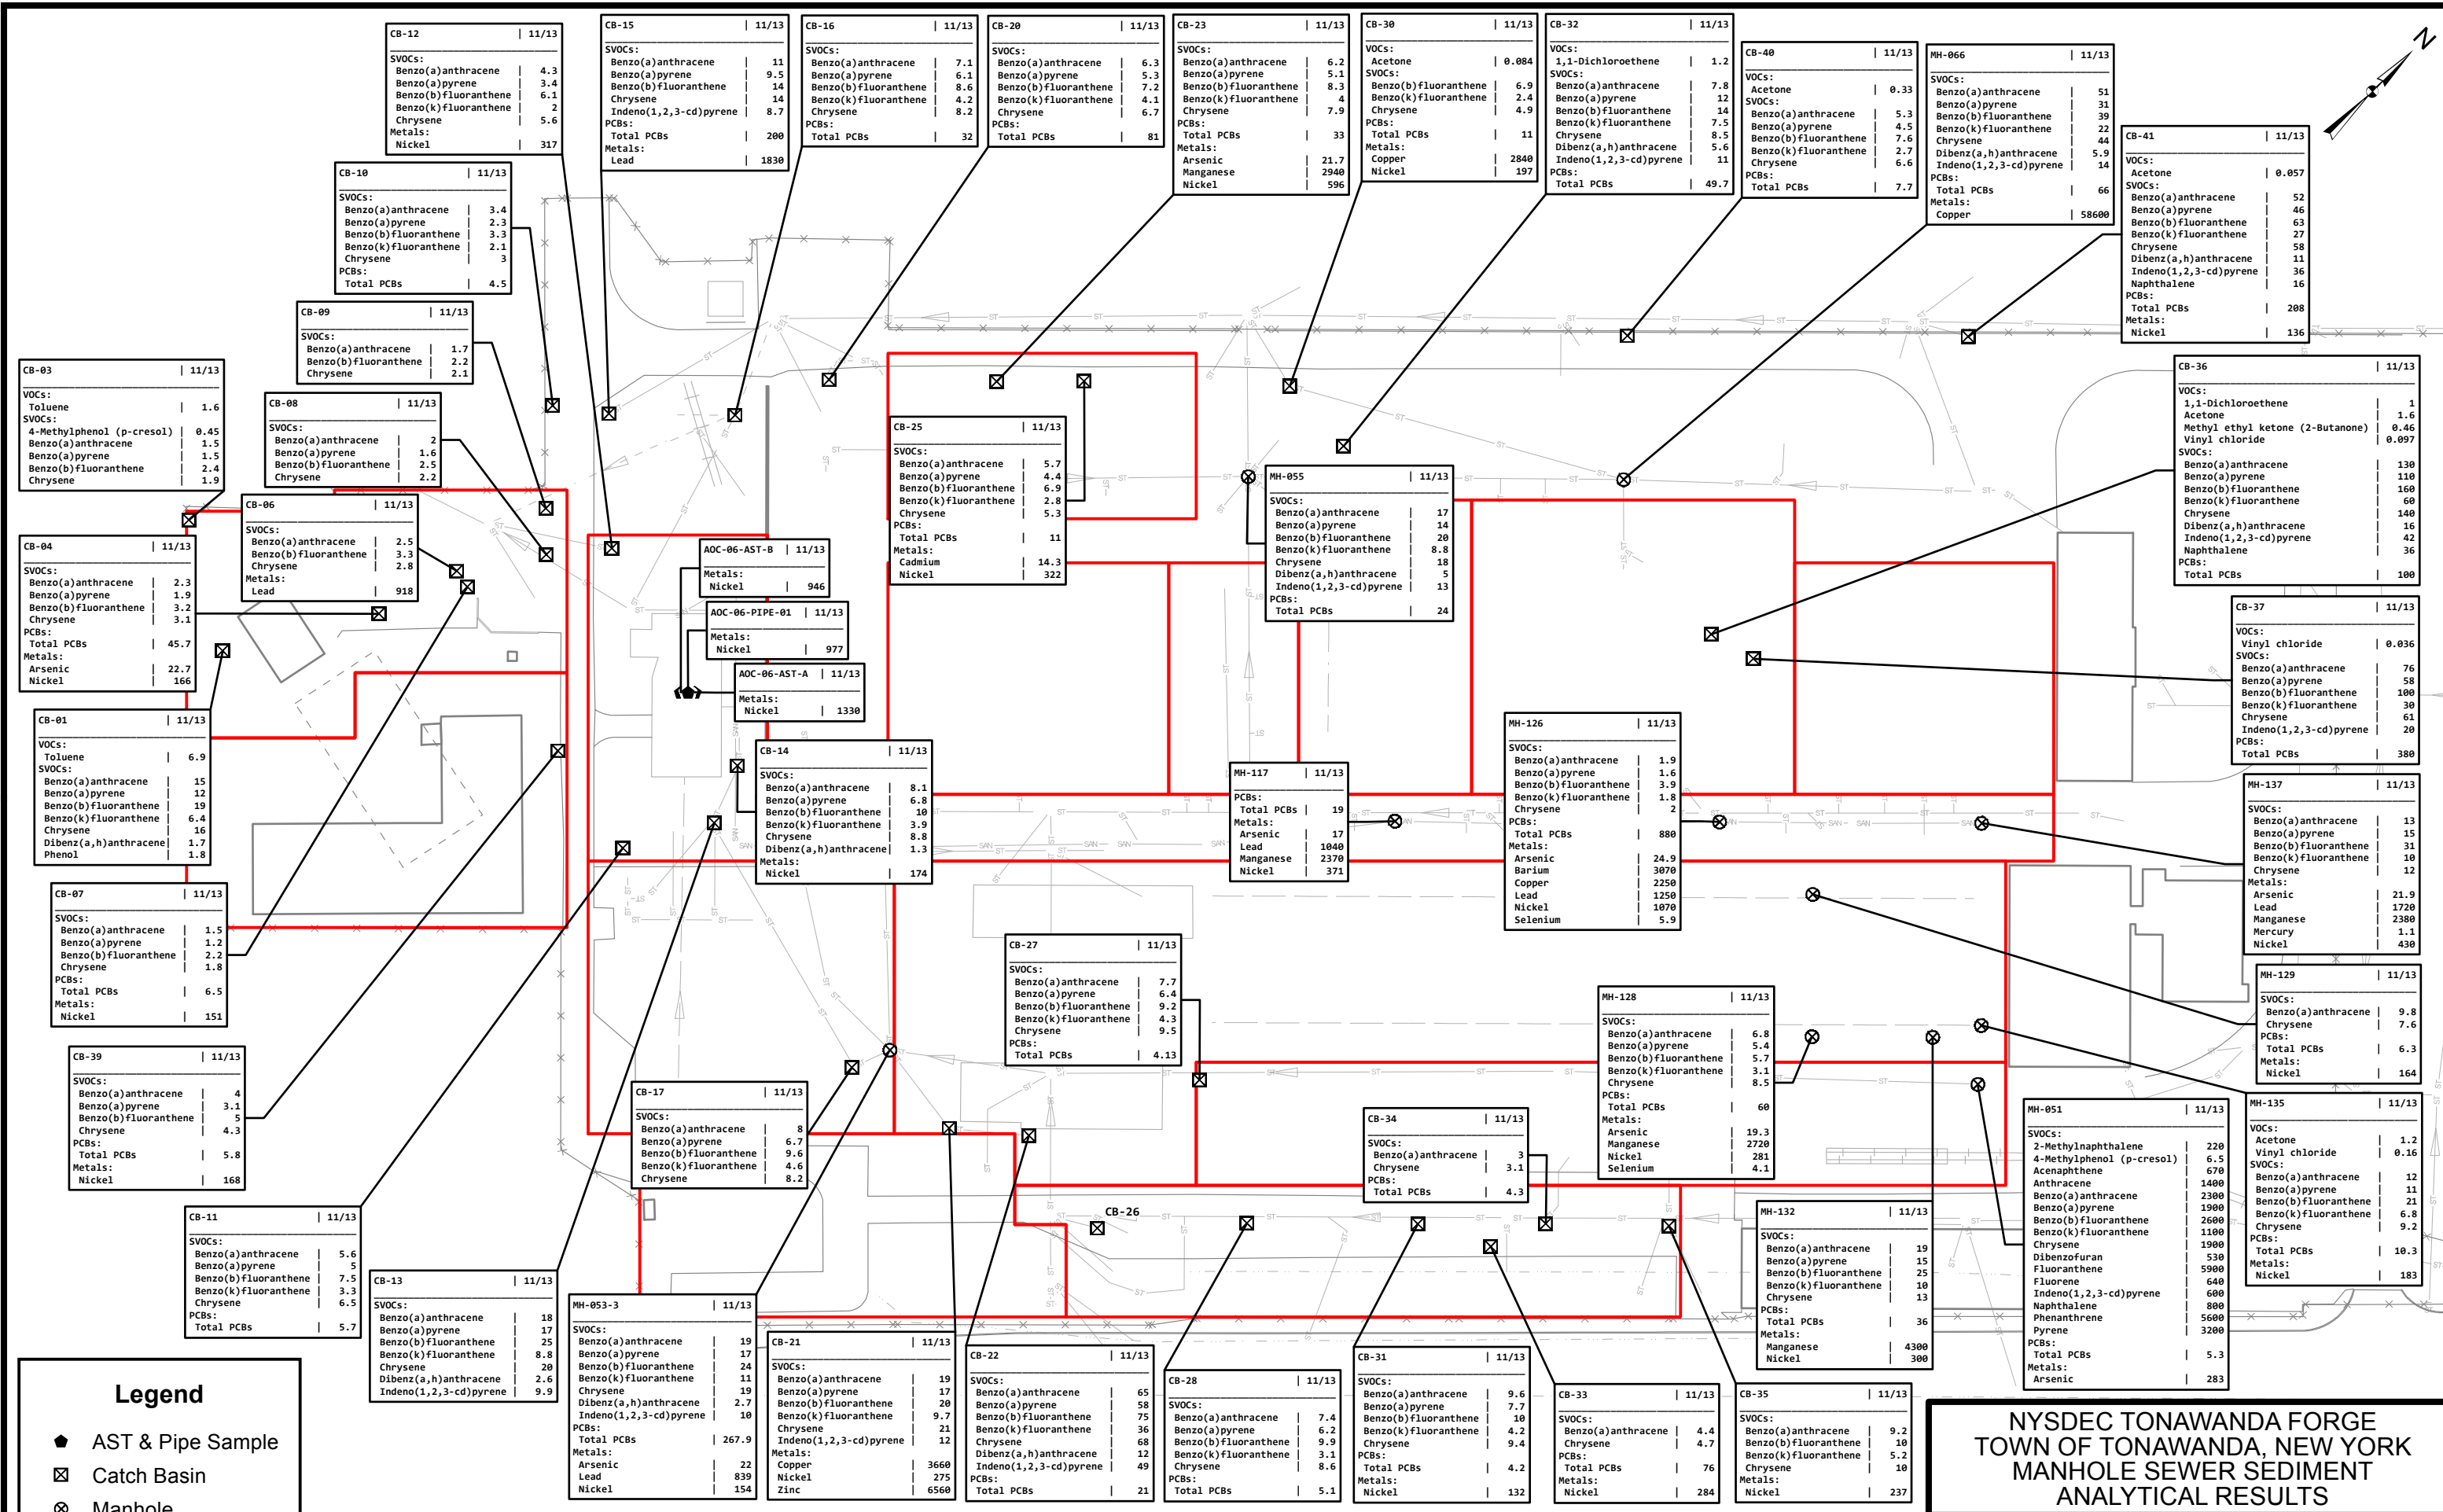 CB-12 | 11/13
SVOCs:
Benzo(a)anthracene | 4.3
Benzo(a)pyrene | 3.4
Benzo(b)fluoranthene | 6.1
Benzo(k)fluoranthene | 2
Chrysene | 5.6
Metals:
Nickel | 317
CB-15 | 11/13
SVOCs:
Benzo(a)anthracene | 11
Benzo(a)pyrene | 9.5
Benzo(b)fluoranthene | 14
Chrysene | 14
Indeno(1,2,3-cd)pyrene | 8.7
PCBs:
Total PCBs | 200
Metals:
Lead | 1830
CB-16 | 11/13
SVOCs:
Benzo(a)anthracene | 7.1
Benzo(a)pyrene | 6.1
Benzo(b)fluoranthene | 8.6
Benzo(k)fluoranthene | 4.2
Chrysene | 8.2
PCBs:
Total PCBs | 32
CB-20 | 11/13
SVOCs:
Benzo(a)anthracene | 6.3
Benzo(a)pyrene | 5.3
Benzo(b)fluoranthene | 7.2
Benzo(k)fluoranthene | 4.1
Chrysene | 6.7
PCBs:
Total PCBs | 81
CB-23 | 11/13
SVOCs:
Benzo(a)anthracene | 6.2
Benzo(a)pyrene | 5.1
Benzo(b)fluoranthene | 8.3
Benzo(k)fluoranthene | 4
Chrysene | 7.9
PCBs:
Total PCBs | 33
Metals:
Arsenic | 21.7
Manganese | 2940
Nickel | 596
CB-30 | 11/13
VOCs:
Acetone | 0.084
SVOCs:
Benzo(b)fluoranthene | 6.9
Benzo(k)fluoranthene | 2.4
Chrysene | 4.9
PCBs:
Total PCBs | 11
Metals:
Copper | 2840
Nickel | 197
CB-32 | 11/13
VOCs:
1,1-Dichloroethene | 1.2
SVOCs:
Benzo(a)anthracene | 7.8
Benzo(a)pyrene | 12
Benzo(b)fluoranthene | 14
Benzo(k)fluoranthene | 7.5
Chrysene | 8.5
Dibenz(a,h)anthracene | 5.6
Indeno(1,2,3-cd)pyrene | 11
PCBs:
Total PCBs | 49.7
CB-40 | 11/13
VOCs:
Acetone | 0.33
SVOCs:
Benzo(a)anthracene | 5.3
Benzo(a)pyrene | 4.5
Benzo(b)fluoranthene | 7.6
Benzo(k)fluoranthene | 2.7
Chrysene | 6.6
PCBs:
Total PCBs | 7.7
MH-066 | 11/13
SVOCs:
Benzo(a)anthracene | 51
Benzo(a)pyrene | 31
Benzo(b)fluoranthene | 39
Benzo(k)fluoranthene | 22
Chrysene | 44
Dibenz(a,h)anthracene | 5.9
Indeno(1,2,3-cd)pyrene | 14
PCBs:
Total PCBs | 66
Metals:
Copper | 58600
N
CB-41 | 11/13
VOCs:
Acetone | 0.057
SVOCs:
Benzo(a)anthracene | 52
Benzo(a)pyrene | 46
Benzo(b)fluoranthene | 63
Benzo(k)fluoranthene | 27
Chrysene | 58
Dibenz(a,h)anthracene | 11
Indeno(1,2,3-cd)pyrene | 36
Naphthalene | 16
PCBs:
Total PCBs | 208
Metals:
Nickel | 136
CB-10 | 11/13
SVOCs:
Benzo(a)anthracene | 3.4
Benzo(a)pyrene | 2.3
Benzo(b)fluoranthene | 3.3
Benzo(k)fluoranthene | 2.1
Chrysene | 3
PCBs:
Total PCBs | 4.5
CB-09 | 11/13
SVOCs:
Benzo(a)anthracene | 1.7
Benzo(b)fluoranthene | 2.2
Chrysene | 2.1
CB-03 | 11/13
VOCs:
Toluene | 1.6
SVOCs:
4-Methylphenol (p-cresol) | 0.45
Benzo(a)anthracene | 1.5
Benzo(a)pyrene | 1.5
Benzo(b)fluoranthene | 2.4
Chrysene | 1.9
CB-08 | 11/13
SVOCs:
Benzo(a)anthracene | 2
Benzo(a)pyrene | 1.6
Benzo(b)fluoranthene | 2.5
Chrysene | 2.2
CB-06 | 11/13
SVOCs:
Benzo(a)anthracene | 2.5
Benzo(b)fluoranthene | 3.3
Chrysene | 2.8
Metals:
Lead | 918
CB-04 | 11/13
SVOCs:
Benzo(a)anthracene | 2.3
Benzo(a)pyrene | 1.9
Benzo(b)fluoranthene | 3.2
Chrysene | 3.1
PCBs:
Total PCBs | 45.7
Metals:
Arsenic | 22.7
Nickel | 166
CB-25 | 11/13
SVOCs:
Benzo(a)anthracene | 5.7
Benzo(a)pyrene | 4.4
Benzo(b)fluoranthene | 6.9
Benzo(k)fluoranthene | 2.8
Chrysene | 5.3
PCBs:
Total PCBs | 11
Metals:
Cadmium | 14.3
Nickel | 322
MH-055 | 11/13
SVOCs:
Benzo(a)anthracene | 17
Benzo(a)pyrene | 14
Benzo(b)fluoranthene | 20
Benzo(k)fluoranthene | 8.8
Chrysene | 18
Dibenz(a,h)anthracene | 5
Indeno(1,2,3-cd)pyrene | 13
PCBs:
Total PCBs | 24
CB-36 | 11/13
VOCs:
1,1-Dichloroethene | 1
Acetone | 1.6
Methyl ethyl ketone (2-Butanone) | 0.46
Vinyl chloride | 0.097
SVOCs:
Benzo(a)anthracene | 130
Benzo(a)pyrene | 110
Benzo(b)fluoranthene | 160
Benzo(k)fluoranthene | 60
Chrysene | 140
Dibenz(a,h)anthracene | 16
Indeno(1,2,3-cd)pyrene | 42
Naphthalene | 36
PCBs:
Total PCBs | 100
AOC-06-AST-B | 11/13
Metals:
Nickel | 946
AOC-06-PIPE-01 | 11/13
Metals:
Nickel | 977
AOC-06-AST-A | 11/13
Metals:
Nickel | 1330
CB-37 | 11/13
VOCs:
Vinyl chloride | 0.036
SVOCs:
Benzo(a)anthracene | 76
Benzo(a)pyrene | 58
Benzo(b)fluoranthene | 100
Benzo(k)fluoranthene | 30
Chrysene | 61
Indeno(1,2,3-cd)pyrene | 20
PCBs:
Total PCBs | 380
CB-01 | 11/13
VOCs:
Toluene | 6.9
SVOCs:
Benzo(a)anthracene | 15
Benzo(a)pyrene | 12
Benzo(b)fluoranthene | 19
Benzo(k)fluoranthene | 6.4
Chrysene | 16
Dibenz(a,h)anthracene | 1.7
Phenol | 1.8
CB-14 | 11/13
SVOCs:
Benzo(a)anthracene | 8.1
Benzo(a)pyrene | 6.8
Benzo(b)fluoranthene | 10
Benzo(k)fluoranthene | 3.9
Chrysene | 8.8
Dibenz(a,h)anthracene | 1.3
Metals:
Nickel | 174
MH-117 | 11/13
PCBs:
Total PCBs | 19
Metals:
Arsenic | 17
Lead | 1040
Manganese | 2370
Nickel | 371
MH-126 | 11/13
SVOCs:
Benzo(a)anthracene | 1.9
Benzo(a)pyrene | 1.6
Benzo(b)fluoranthene | 3.9
Benzo(k)fluoranthene | 1.8
Chrysene | 2
PCBs:
Total PCBs | 880
Metals:
Arsenic | 24.9
Barium | 3070
Copper | 2250
Lead | 1250
Nickel | 1070
Selenium | 5.9
MH-137 | 11/13
SVOCs:
Benzo(a)anthracene | 13
Benzo(a)pyrene | 15
Benzo(b)fluoranthene | 31
Benzo(k)fluoranthene | 10
Chrysene | 12
Metals:
Arsenic | 21.9
Lead | 1720
Manganese | 2380
Mercury | 1.1
Nickel | 430
CB-07 | 11/13
SVOCs:
Benzo(a)anthracene | 1.5
Benzo(a)pyrene | 1.2
Benzo(b)fluoranthene | 2.2
Chrysene | 1.8
PCBs:
Total PCBs | 6.5
Metals:
Nickel | 151
CB-27 | 11/13
SVOCs:
Benzo(a)anthracene | 7.7
Benzo(a)pyrene | 6.4
Benzo(b)fluoranthene | 9.2
Benzo(k)fluoranthene | 4.3
Chrysene | 9.5
PCBs:
Total PCBs | 4.13
MH-128 | 11/13
SVOCs:
Benzo(a)anthracene | 6.8
Benzo(a)pyrene | 5.4
Benzo(b)fluoranthene | 5.7
Benzo(k)fluoranthene | 3.1
Chrysene | 8.5
PCBs:
Total PCBs | 60
Metals:
Arsenic | 19.3
Manganese | 2720
Nickel | 281
Selenium | 4.1
MH-129 | 11/13
SVOCs:
Benzo(a)anthracene | 9.8
Chrysene | 7.6
PCBs:
Total PCBs | 6.3
Metals:
Nickel | 164
CB-39 | 11/13
SVOCs:
Benzo(a)anthracene | 4
Benzo(a)pyrene | 3.1
Benzo(b)fluoranthene | 5
Chrysene | 4.3
PCBs:
Total PCBs | 5.8
Metals:
Nickel | 168
CB-17 | 11/13
SVOCs:
Benzo(a)anthracene | 8
Benzo(a)pyrene | 6.7
Benzo(b)fluoranthene | 9.6
Benzo(k)fluoranthene | 4.6
Chrysene | 8.2
CB-34 | 11/13
SVOCs:
Benzo(a)anthracene | 3
Chrysene | 3.1
PCBs:
Total PCBs | 4.3
MH-051 | 11/13
SVOCs:
2-Methylnaphthalene | 220
4-Methylphenol (p-cresol) | 6.5
Acenaphthene | 670
Anthracene | 1400
Benzo(a)anthracene | 2300
Benzo(a)pyrene | 1900
Benzo(b)fluoranthene | 2600
Benzo(k)fluoranthene | 1100
Chrysene | 1900
Dibenzofuran | 530
Fluoranthene | 5900
Fluorene | 640
Indeno(1,2,3-cd)pyrene | 600
Naphthalene | 800
Phenanthrene | 5600
Pyrene | 3200
PCBs:
Total PCBs | 5.3
Metals:
Arsenic | 283
MH-135 | 11/13
VOCs:
Acetone | 1.2
Vinyl chloride | 0.16
SVOCs:
Benzo(a)anthracene | 12
Benzo(a)pyrene | 11
Benzo(b)fluoranthene | 21
Benzo(k)fluoranthene | 6.8
Chrysene | 9.2
PCBs:
Total PCBs | 10.3
Metals:
Nickel | 183
CB-26
CB-11 | 11/13
SVOCs:
Benzo(a)anthracene | 5.6
Benzo(a)pyrene | 5
Benzo(b)fluoranthene | 7.5
Benzo(k)fluoranthene | 3.3
Chrysene | 6.5
PCBs:
Total PCBs | 5.7
MH-132 | 11/13
SVOCs:
Benzo(a)anthracene | 19
Benzo(a)pyrene | 15
Benzo(b)fluoranthene | 25
Benzo(k)fluoranthene | 10
Chrysene | 13
PCBs:
Total PCBs | 36
Metals:
Manganese | 4300
Nickel | 300
CB-13 | 11/13
SVOCs:
Benzo(a)anthracene | 18
Benzo(a)pyrene | 17
Benzo(b)fluoranthene | 25
Benzo(k)fluoranthene | 8.8
Chrysene | 20
Dibenz(a,h)anthracene | 2.6
Indeno(1,2,3-cd)pyrene | 9.9
MH-053-3 | 11/13
SVOCs:
Benzo(a)anthracene | 19
Benzo(a)pyrene | 17
Benzo(b)fluoranthene | 24
Benzo(k)fluoranthene | 11
Chrysene | 19
Dibenz(a,h)anthracene | 2.7
Indeno(1,2,3-cd)pyrene | 10
PCBs:
Total PCBs | 267.9
Metals:
Arsenic | 22
Lead | 839
Nickel | 154
CB-21 | 11/13
SVOCs:
Benzo(a)anthracene | 19
Benzo(a)pyrene | 17
Benzo(b)fluoranthene | 20
Benzo(k)fluoranthene | 9.7
Chrysene | 21
Indeno(1,2,3-cd)pyrene | 12
Metals:
Copper | 3660
Nickel | 275
Zinc | 6560
CB-22 | 11/13
SVOCs:
Benzo(a)anthracene | 65
Benzo(a)pyrene | 58
Benzo(b)fluoranthene | 75
Benzo(k)fluoranthene | 36
Chrysene | 68
Dibenz(a,h)anthracene | 12
Indeno(1,2,3-cd)pyrene | 49
PCBs:
Total PCBs | 21
CB-28 | 11/13
SVOCs:
Benzo(a)anthracene | 7.4
Benzo(a)pyrene | 6.2
Benzo(b)fluoranthene | 9.9
Benzo(k)fluoranthene | 3.1
Chrysene | 8.6
PCBs:
Total PCBs | 5.1
CB-31 | 11/13
SVOCs:
Benzo(a)anthracene | 9.6
Benzo(a)pyrene | 7.7
Benzo(b)fluoranthene | 10
Benzo(k)fluoranthene | 4.2
Chrysene | 9.4
PCBs:
Total PCBs | 4.2
Metals:
Nickel | 132
CB-33 | 11/13
SVOCs:
Benzo(a)anthracene | 4.4
Chrysene | 4.7
PCBs:
Total PCBs | 76
Metals:
Nickel | 284
CB-35 | 11/13
SVOCs:
Benzo(a)anthracene | 9.2
Benzo(b)fluoranthene | 10
Benzo(k)fluoranthene | 5.2
Chrysene | 10
Metals:
Nickel | 237
Legend
AST & Pipe Sample
Catch Basin
Manhole
NYSDEC TONAWANDA FORGE
TOWN OF TONAWANDA, NEW YORK
MANHOLE SEWER SEDIMENT
ANALYTICAL RESULTS